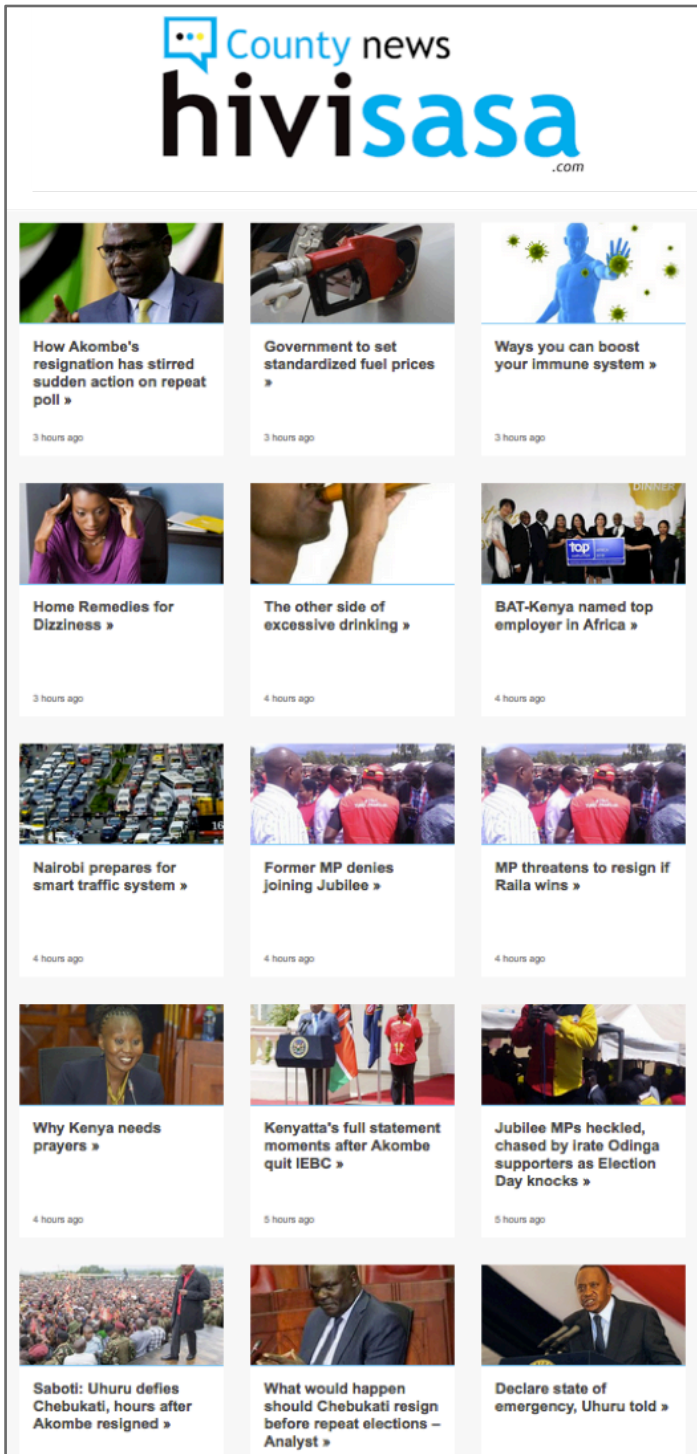 County news
hivisasa
.com
How Akombe's
resignation has stirred
sudden action on repeat
poll »
3 hours ago
Government to set
standardized fuel prices
»
3 hours ago
Ways you can boost
your immune system »
3 hours ago
Home Remedies for
Dizziness »
3 hours ago
The other side of
excessive drinking »
4 hours ago
DINNER
top
BAT-Kenya named top
employer in Africa »
4 hours ago
16
Nairobi prepares for
smart traffic system »
4 hours ago
Former MP denies
joining Jubilee »
4 hours ago
MP threatens to resign if
Raila wins »
4 hours ago
Why Kenya needs
prayers »
4 hours ago
Kenyatta's full statement
moments after Akombe
quit IEBC »
5 hours ago
Jubilee MPs heckled,
chased by irate Odinga
supporters as Election
Day knocks »
5 hours ago
Saboti: Uhuru defies
Chebukati, hours after
Akombe resigned »
What would happen
should Chebukati resign
before repeat elections –
Analyst »
Declare state of
emergency, Uhuru told »